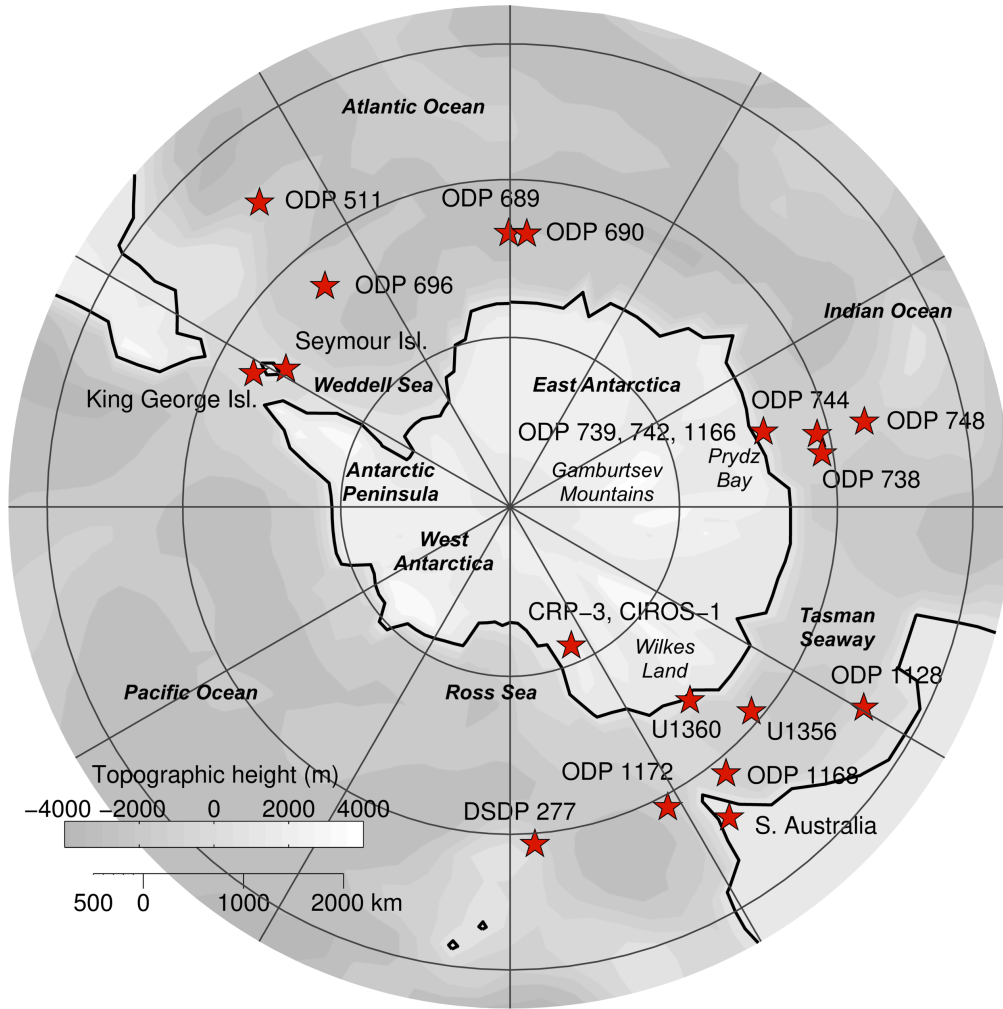 Atlantic Ocean
ODP 511
ODP 689
ODP 690
ODP 696
Indian Ocean
Seymour Isl.
Weddell Sea
East Antarctica
King George Isl.
ODP 744
ODP 748
ODP 739, 742, 1166
Prydz
Bay
ODP 738
Antarctic
Peninsula
Gamburtsev
Mountains
West
Antarctica
CRP−3, CIROS−1
Tasman
Seaway
Wilkes
Land
ODP 1128
Pacific Ocean
Ross Sea
U1360
U1356
ODP 1172
ODP 1168
Topographic height (m)
−4000 −2000 0 2000 4000
DSDP 277
S. Australia
500 0 1000 2000 km